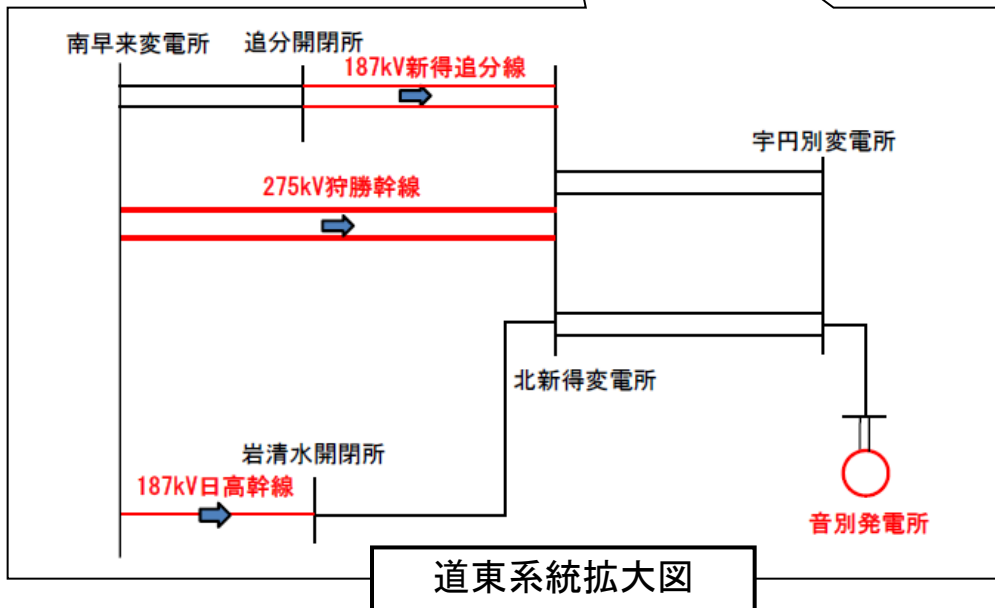 南早来変電所
追分開閉所
187kV新得追分線
宇円別変電所
275kV狩勝幹線
北新得変電所
岩清水開閉所
187kV日高幹線
音別発電所
道東系統拡大図